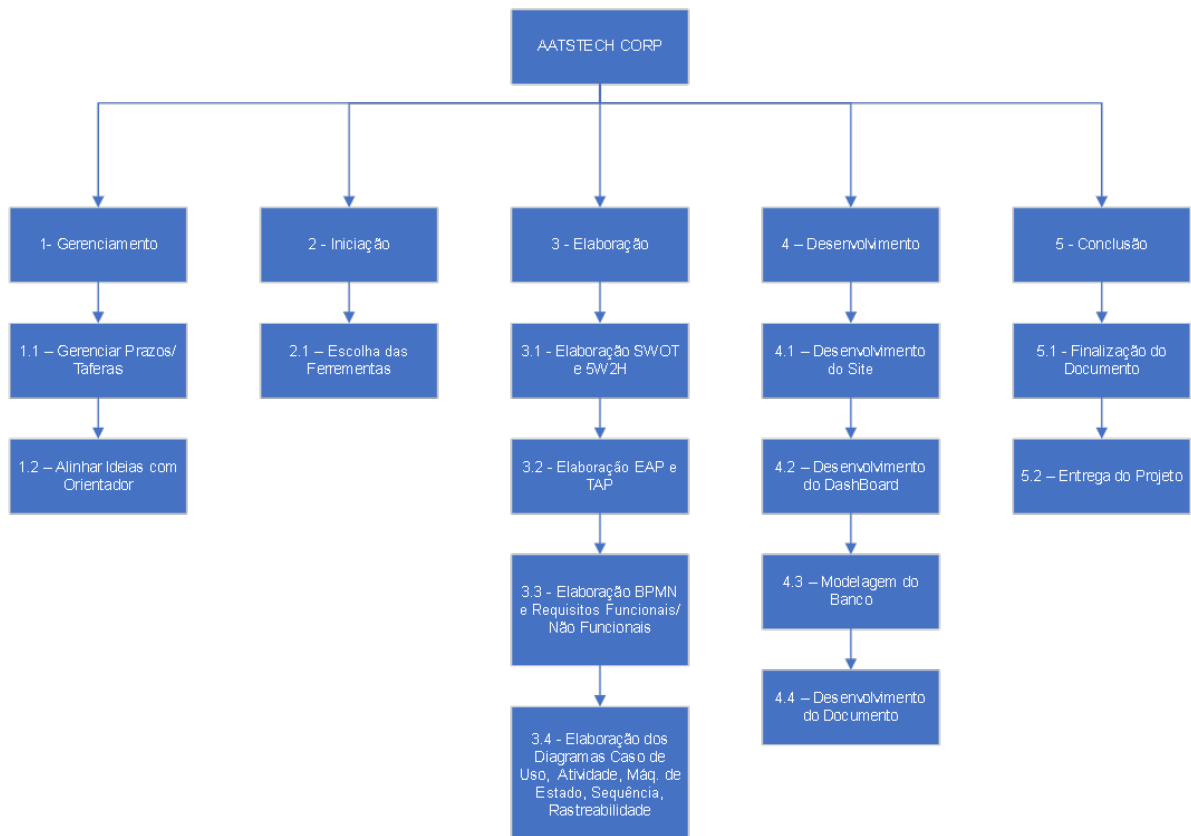 AATSTECH CORP
1- Gerenciamento
2 - Iniciação
3 - Elaboração
4 – Desenvolvimento
5 - Conclusão
1.1 – Gerenciar Prazos/
Taferas
2.1 – Escolha das
Ferrementas
3.1 - Elaboração SWOT
e 5W2H
4.1 – Desenvolvimento
do Site
5.1 - Finalização do
Documento
1.2 – Alinhar Ideias com
Orientador
3.2 - Elaboração EAP e
TAP
4.2 – Desenvolvimento
do DashBoard
5.2 – Entrega do Projeto
3.3 - Elaboração BPMN
e Requisitos Funcionais/
Não Funcionais
4.3 – Modelagem do
Banco
4.4 – Desenvolvimento
do Documento
3.4 - Elaboração dos
Diagramas Caso de
Uso, Atividade, Máq. de
Estado, Sequência,
Rastreabilidade